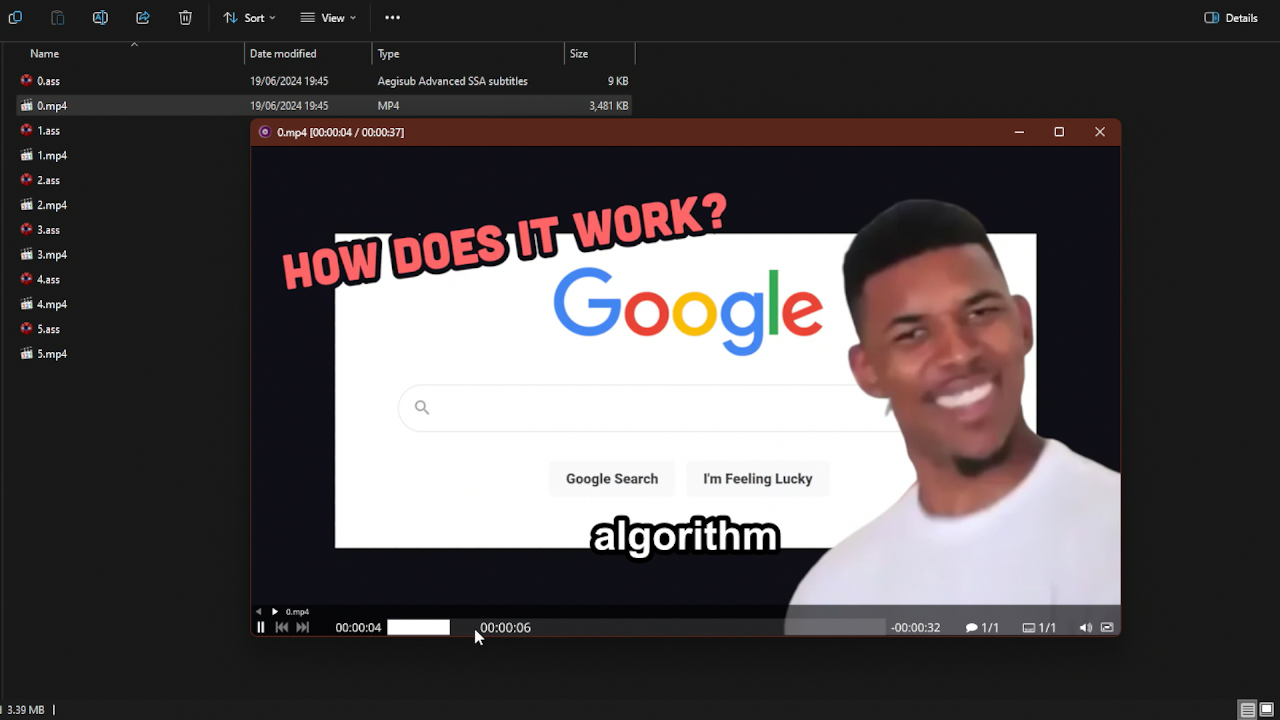 Sort
View
Details
Name
Date modified
Type
Size
0.ass
19/06/2024 19:45
Aegisub Advanced SSA subtitles
9 KB
0.mp4
19/06/2024 19:45
MP4
3,481 KB
1.ass
1.mp4
2.ass
2.mp4
3.ass
3.mp4
4.ass
4.mp4
5.ass
5.mp4
0.mp4 [00:00:04 / 00:00:37]
HOW DOES IT WORK?
Google
Google Search
I'm Feeling Lucky
algorithm
0.mp4
00:00:04
00:00:06
-00:00:32
1/1
1/1
3.39 MB